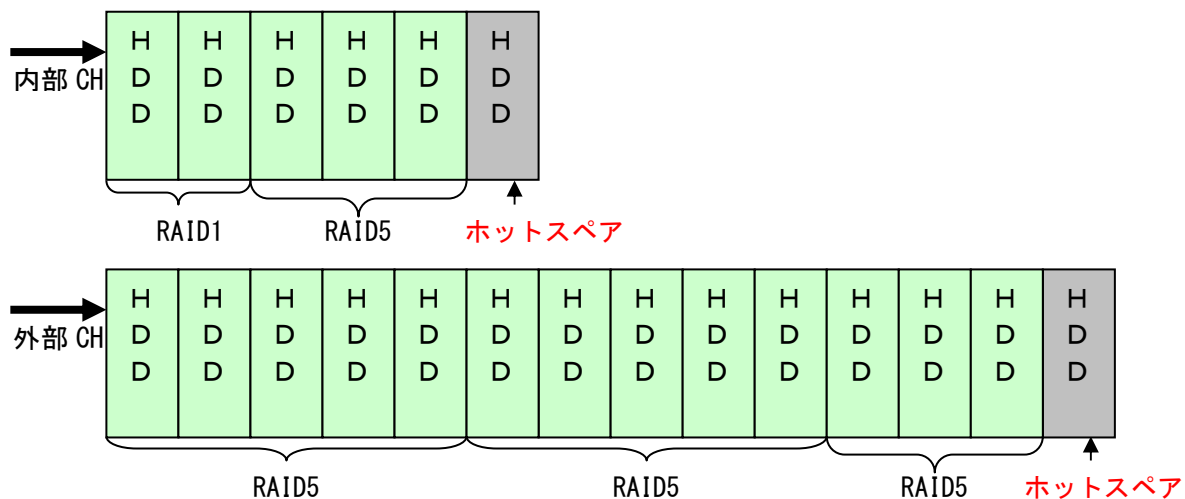 H H H H H H
D D D D D D
D D D D D D
内部 CH
RAID1 RAID5 ホットスペア
H H H H H H H H H H H H H H
D D D D D D D D D D D D D D
D D D D D D D D D D D D D D
外部 CH
RAID5 RAID5 RAID5 ホットスペア